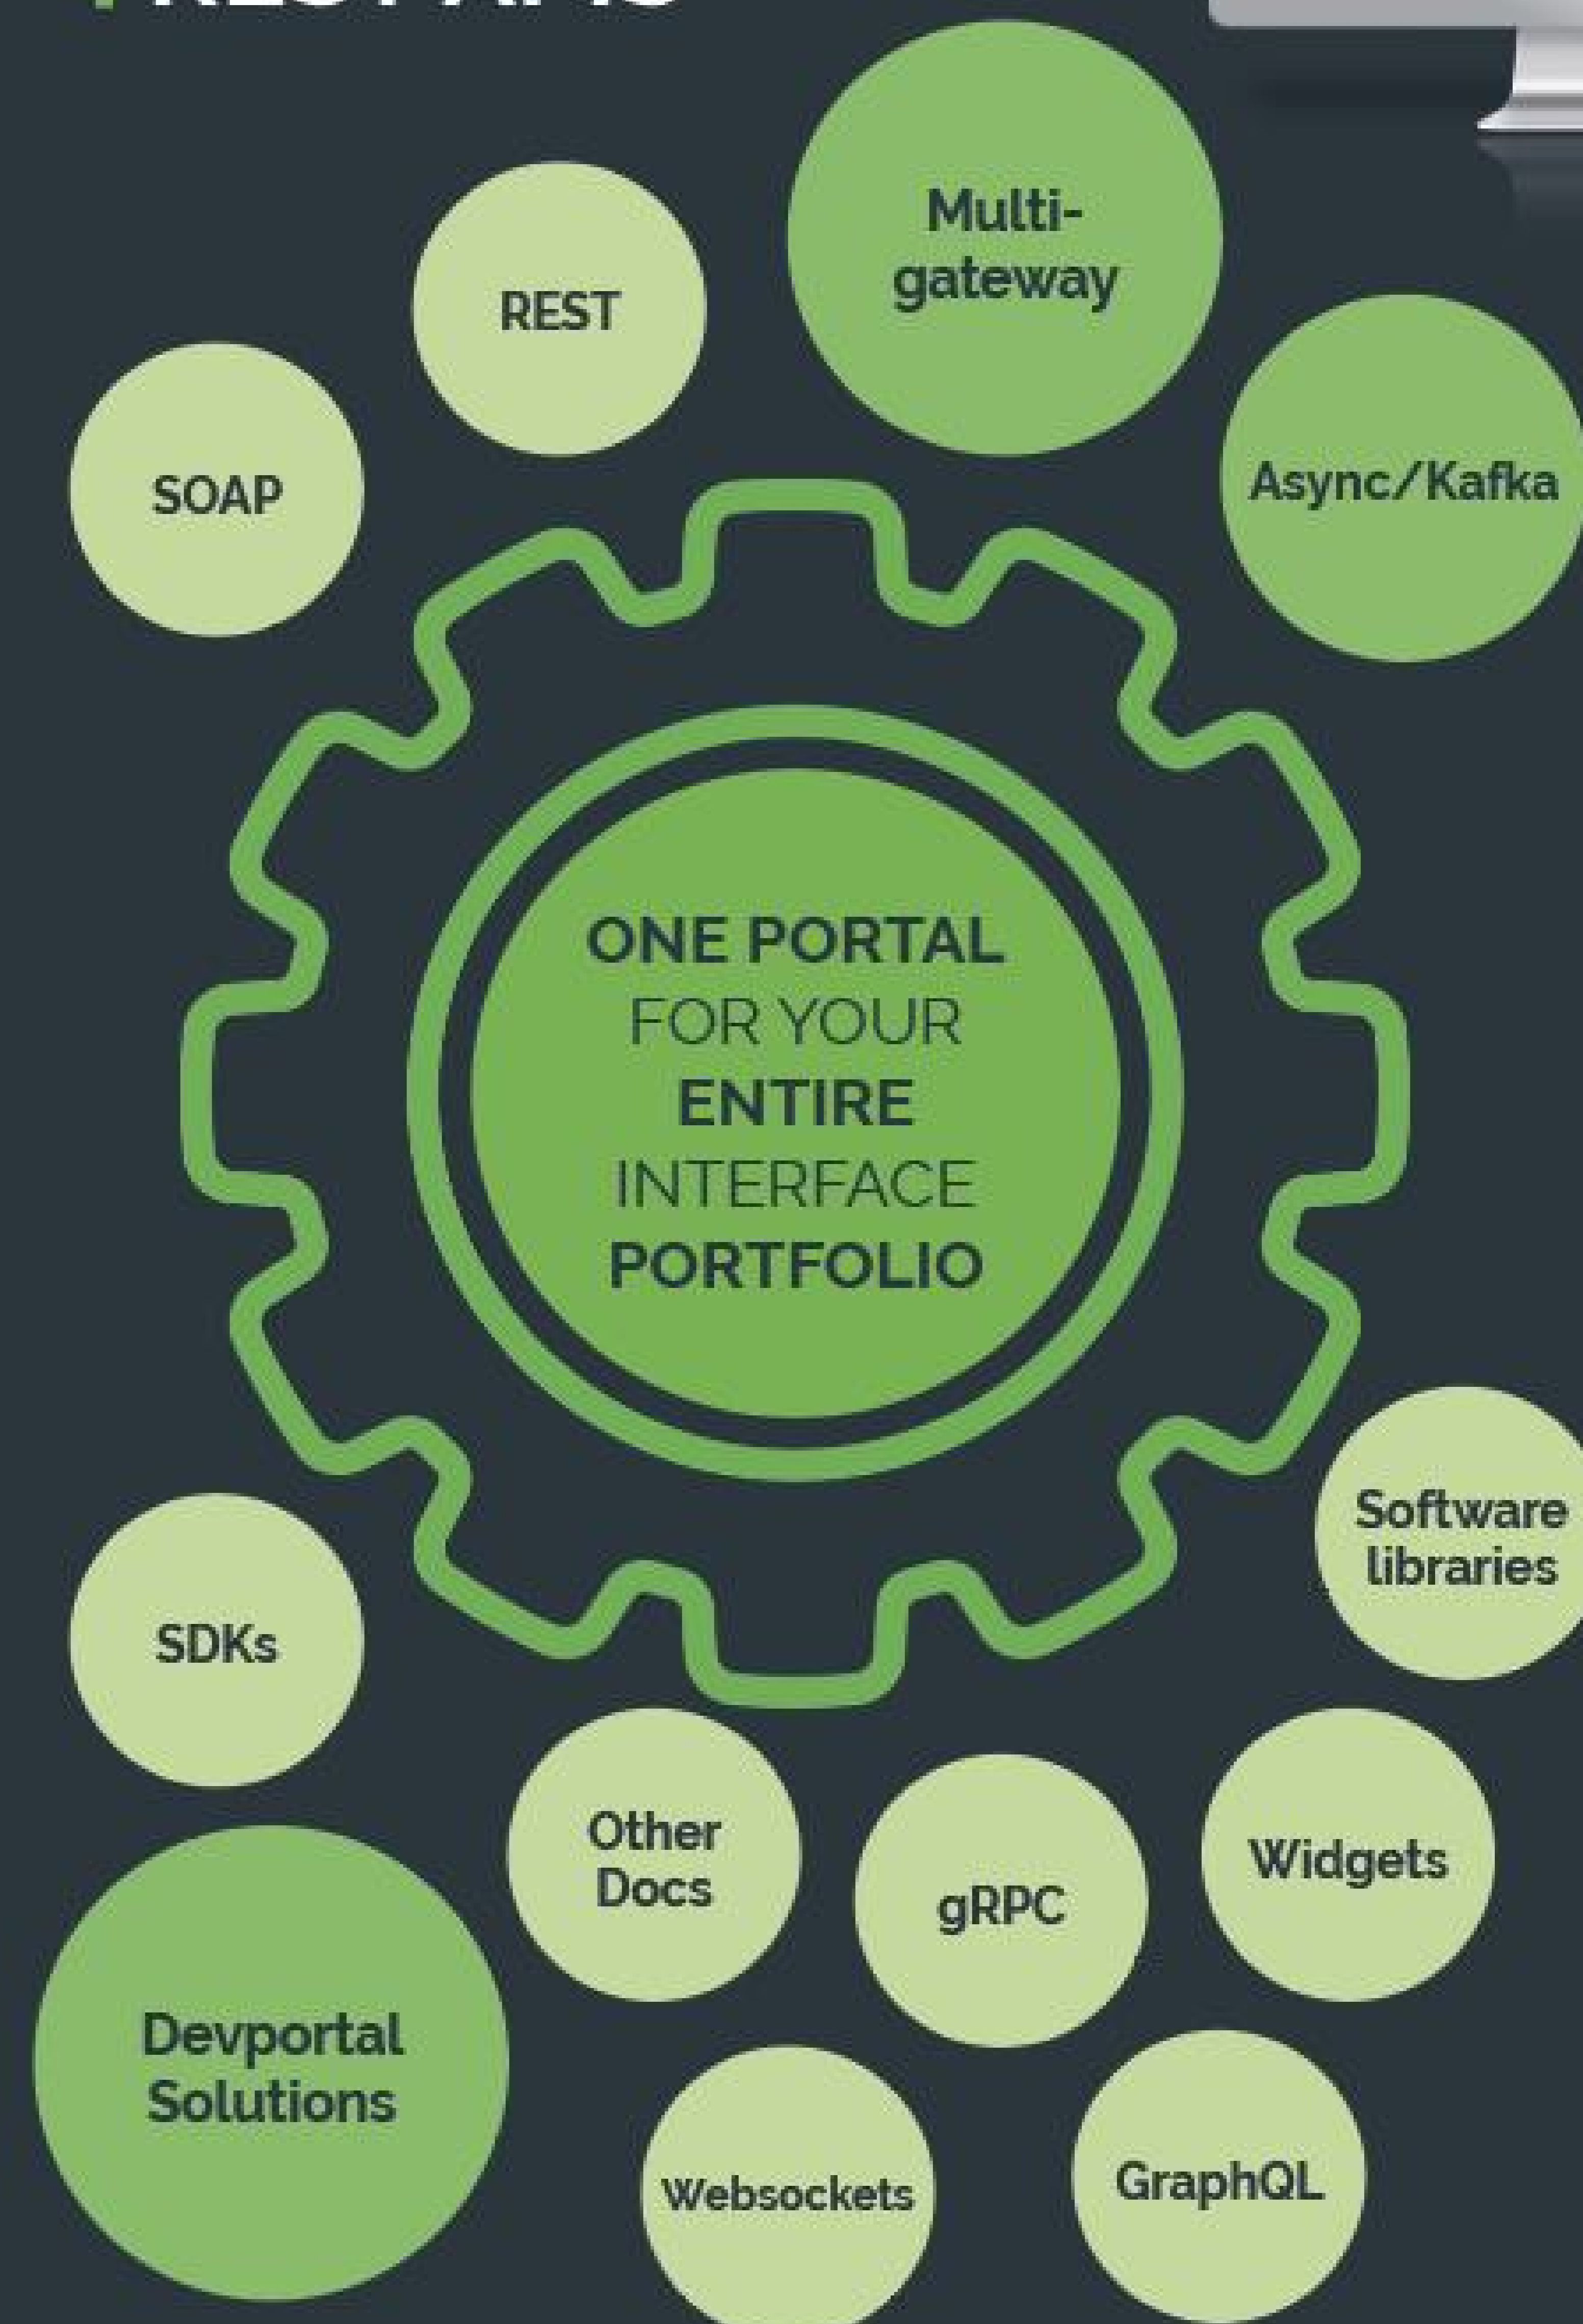 REST
Multi-
gateway
REST
Async/Kafka
SOAP
ONE PORTAL
FOR YOUR
ENTIRE
INTERFACE
PORTFOLIO
Software
libraries
SDKs
Other
Docs
Widgets
gRPC
Devportal
Solutions
Websockets
GraphQL